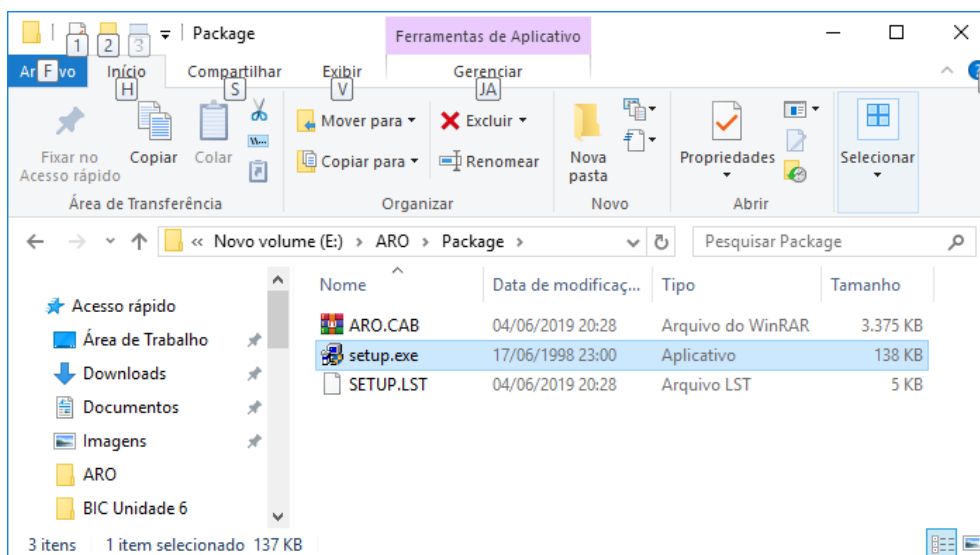 1 2 3 Package Ferramentas de Aplicativo
Ar F vo Início Compartilhar Exibir Gerenciar
H S V JA
Mover para Excluir
Copiar para Renomear
Fixar no Acesso rápido
Copiar Colar
Nova pasta
Propriedades
Selecionar
Área de Transferência Organizar Novo Abrir
« Novo volume (E:) > ARO > Package > Pesquisar Package
Nome Data de modificaç... Tipo Tamanho
ARO.CAB 04/06/2019 20:28 Arquivo do WinRAR 3.375 KB
setup.exe 17/06/1998 23:00 Aplicativo 138 KB
SETUP.LST 04/06/2019 20:28 Arquivo LST 5 KB
Acesso rápido
Área de Trabalho
Downloads
Documentos
Imagens
ARO
BIC Unidade 6
3 itens 1 item selecionado 137 KB